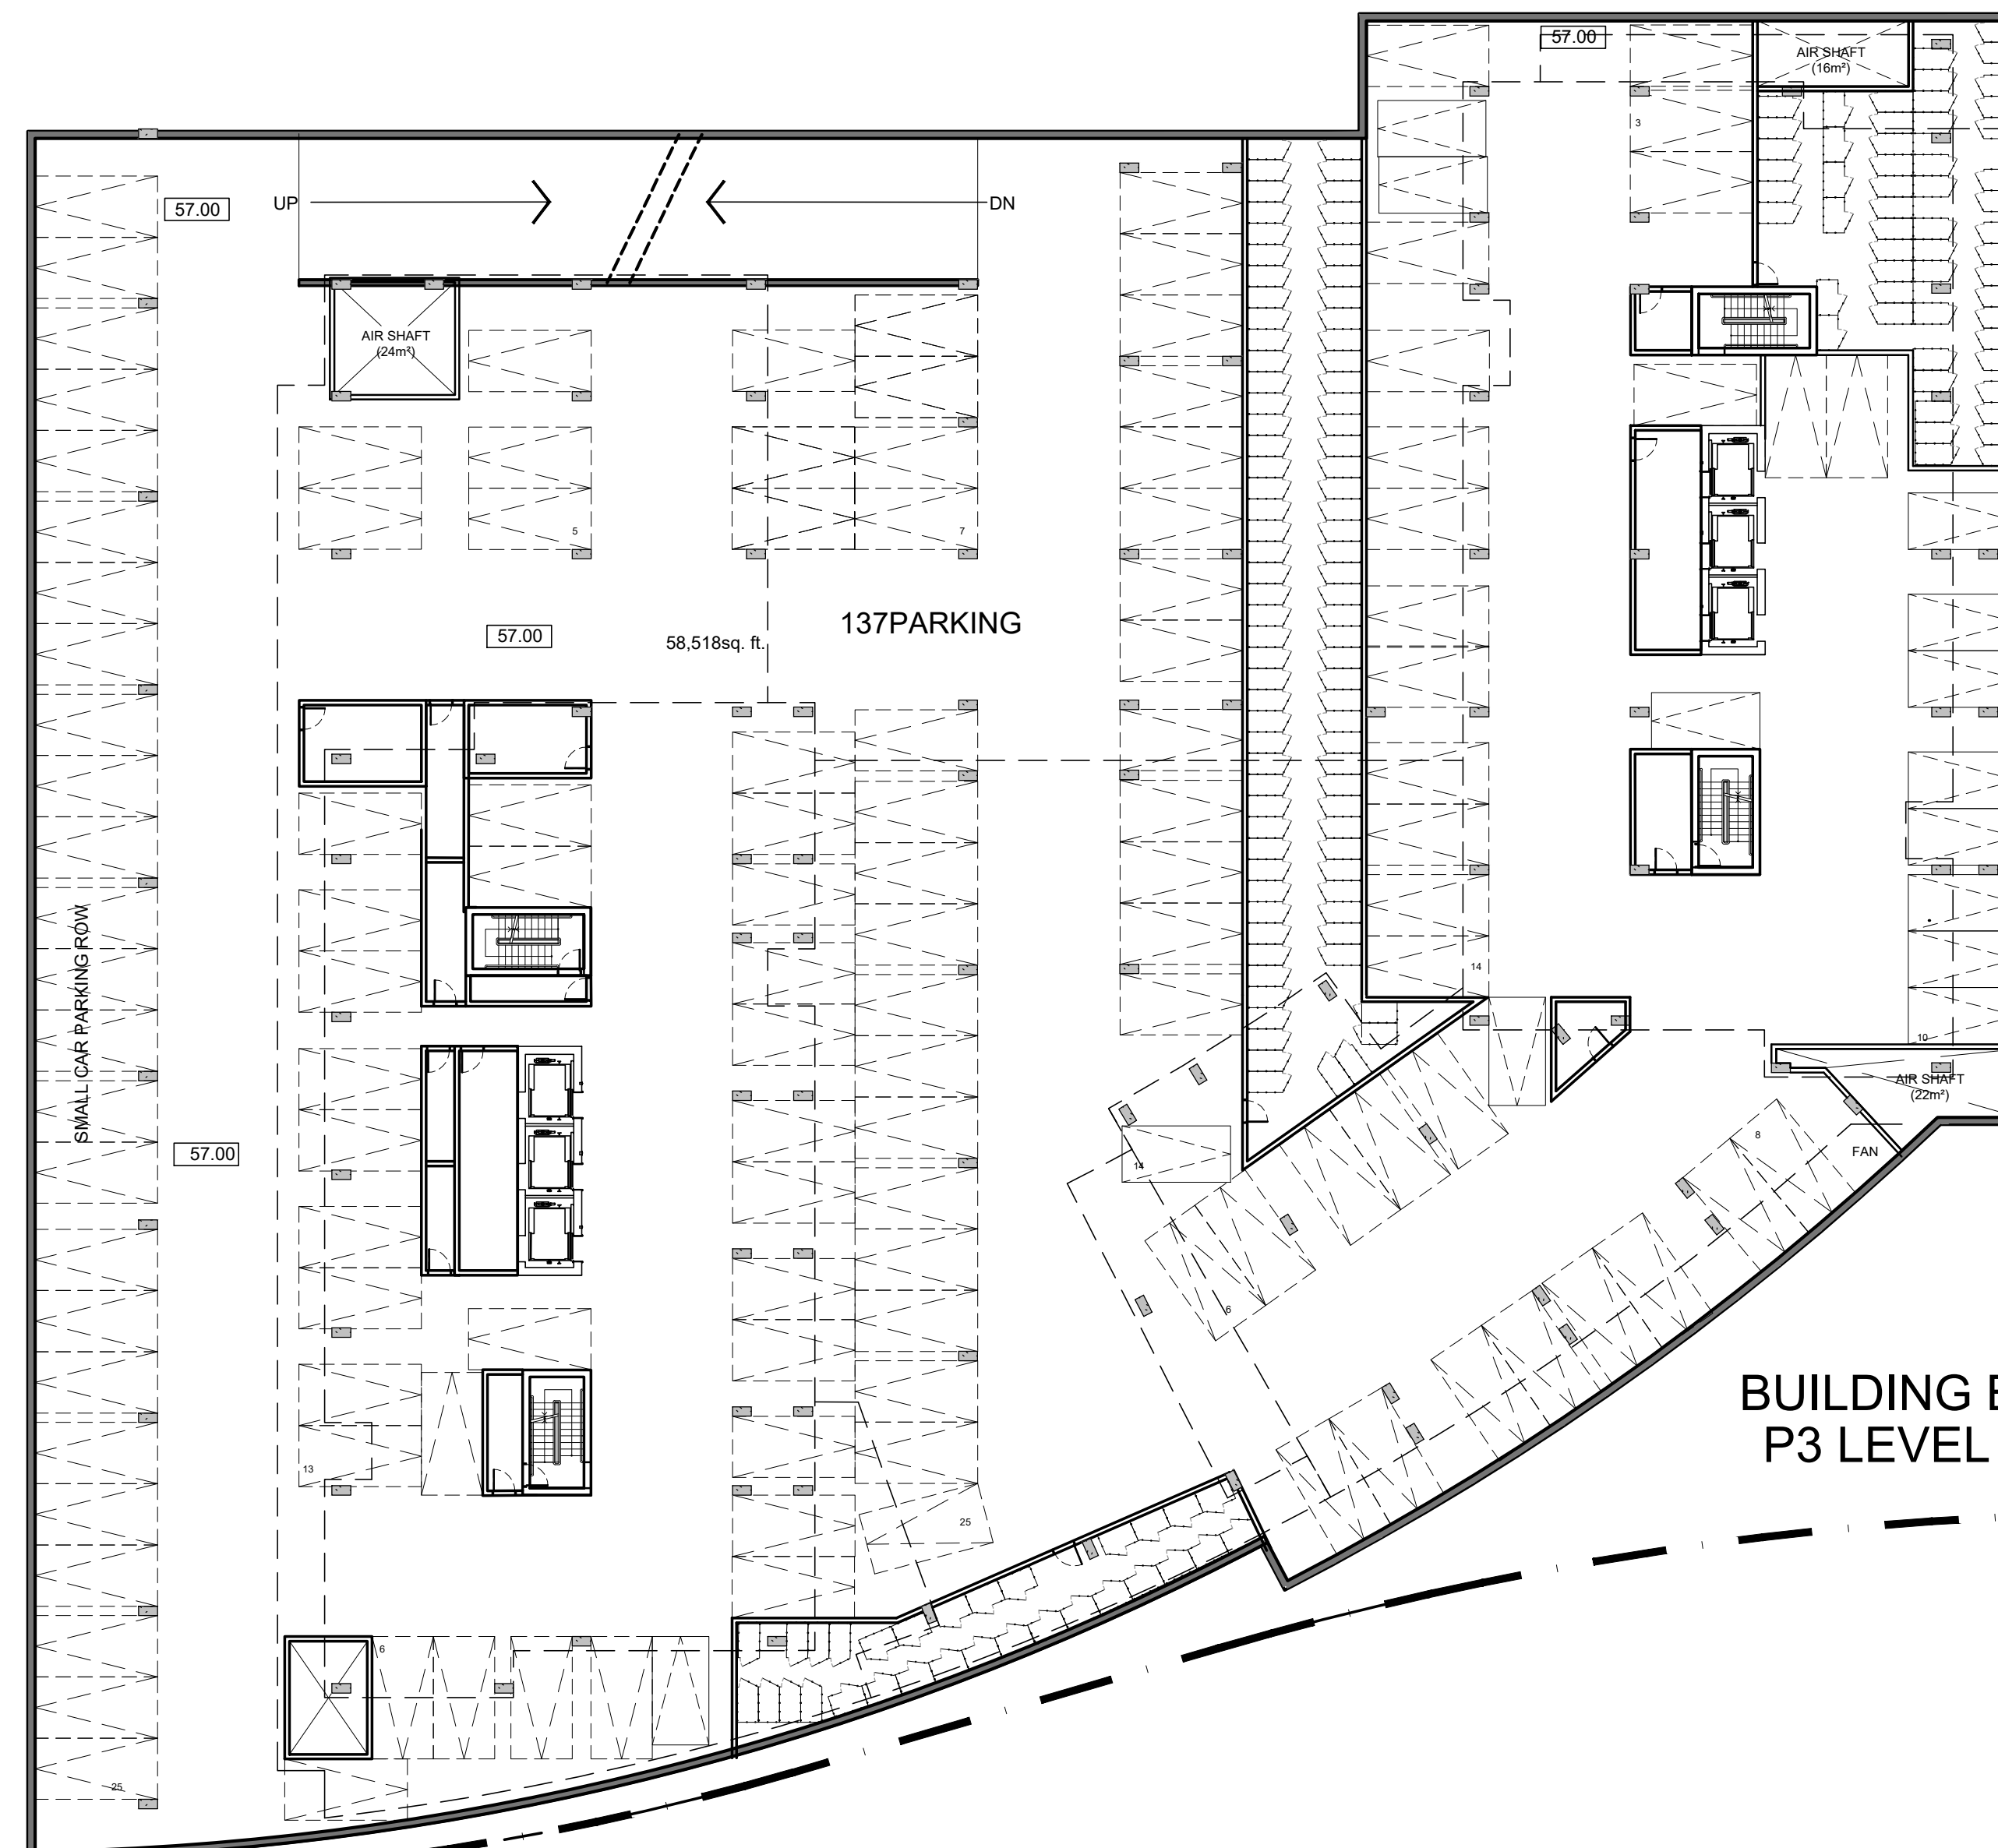 57.00
AIR SHAFT
(16m²)
3
57.00
UP
DN
AIR SHAFT
(24m²)
5
7
57.00
58,518sq. ft.
137PARKING
SMALL CAR PARKING ROW
14
10
AIR SHAFT
(22m²)
57.00
14
8
FAN
6
BUILDING
P3 LEVEL
13
25
6
25